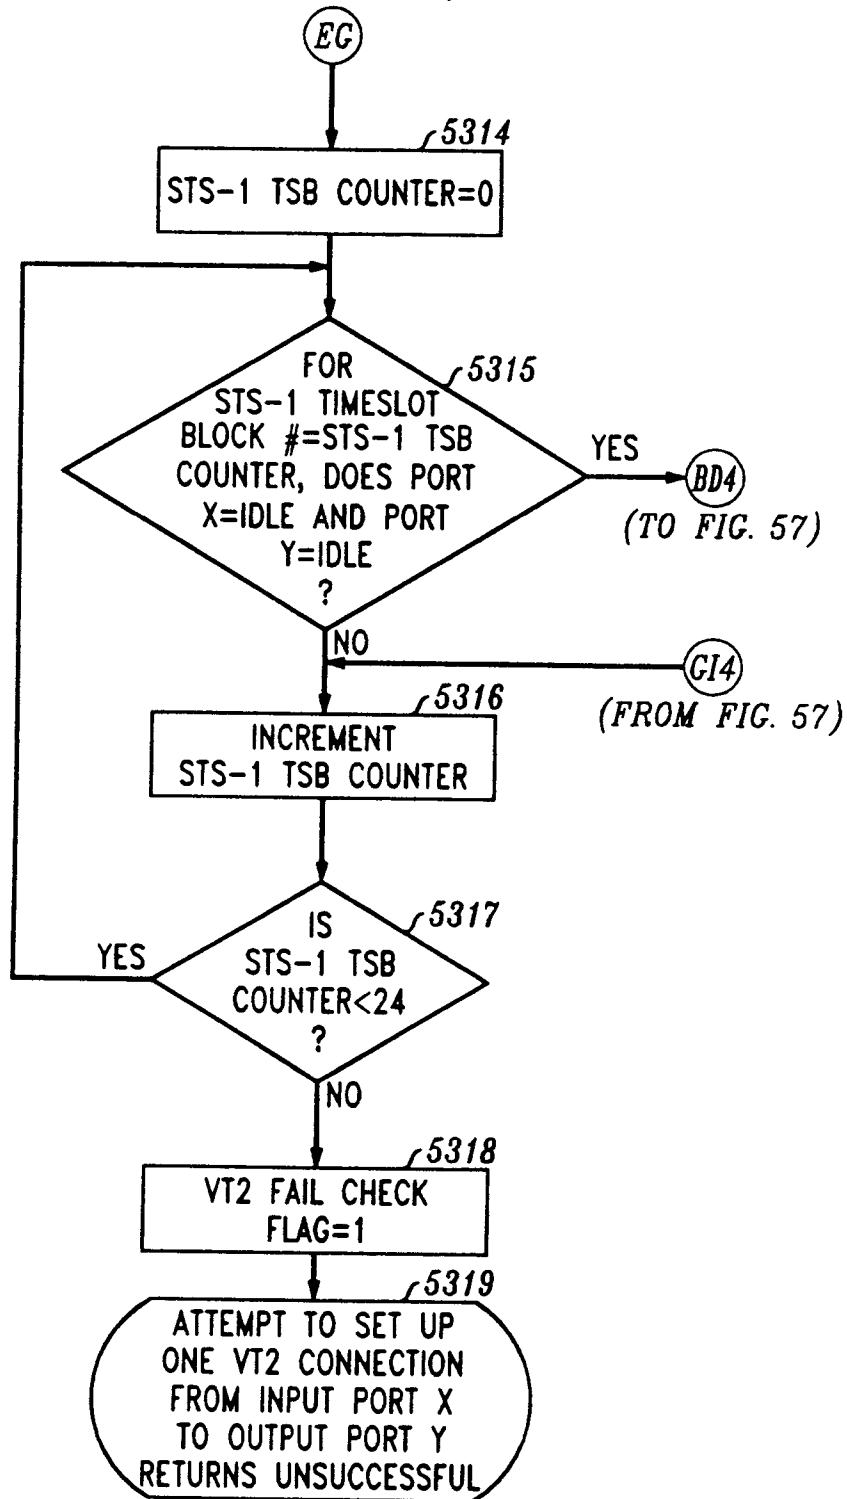 EG
5314
STS-1 TSB COUNTER=0
5315
FOR
STS-1 TIMESLOT
BLOCK #=STS-1 TSB
COUNTER, DOES PORT
X=IDLE AND PORT
Y=IDLE
?
YES
BD4
(TO FIG. 57)
NO
GI4
(FROM FIG. 57)
5316
INCREMENT
STS-1 TSB COUNTER
5317
IS
STS-1 TSB
COUNTER<24
?
YES
NO
5318
VT2 FAIL CHECK
FLAG=1
5319
ATTEMPT TO SET UP
ONE VT2 CONNECTION
FROM INPUT PORT X
TO OUTPUT PORT Y
RETURNS UNSUCCESSFUL